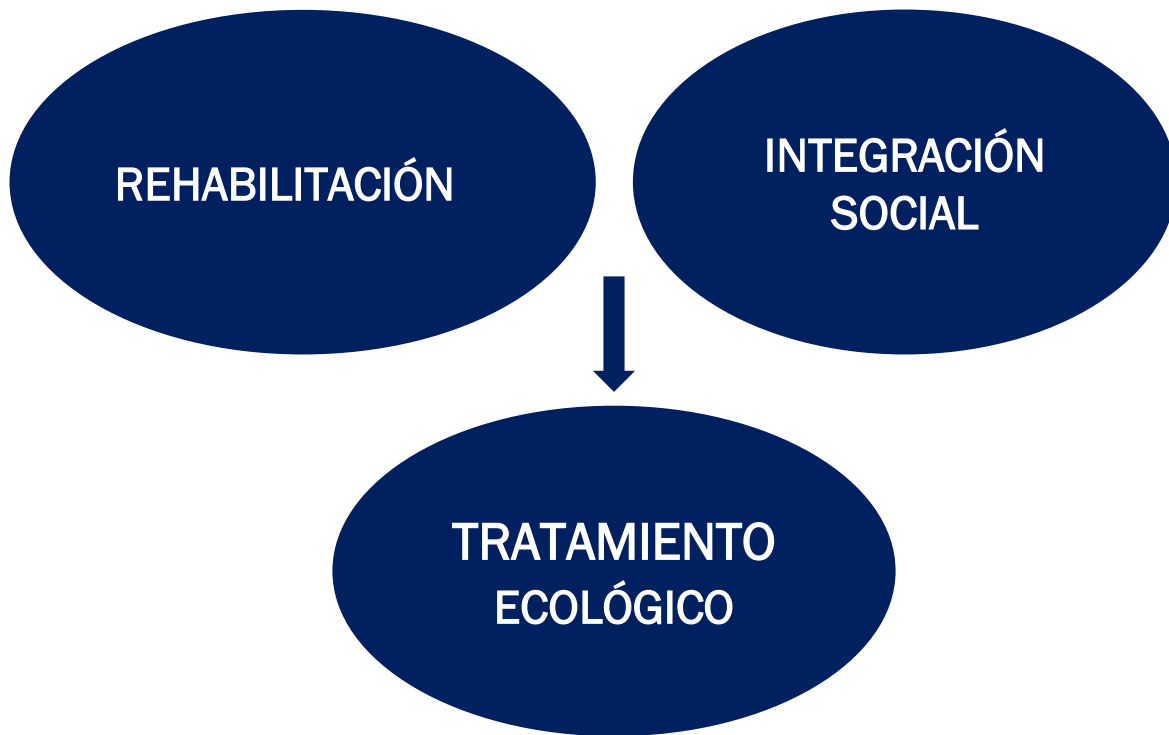 REHABILITACIÓN
INTEGRACIÓN
SOCIAL
TRATAMIENTO
ECOLÓGICO